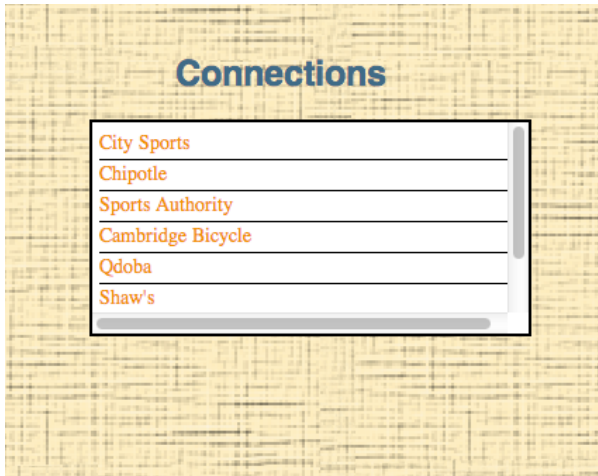 Connections
City Sports
Chipotle
Sports Authority
Cambridge Bicycle
Qdoba
Shaw's